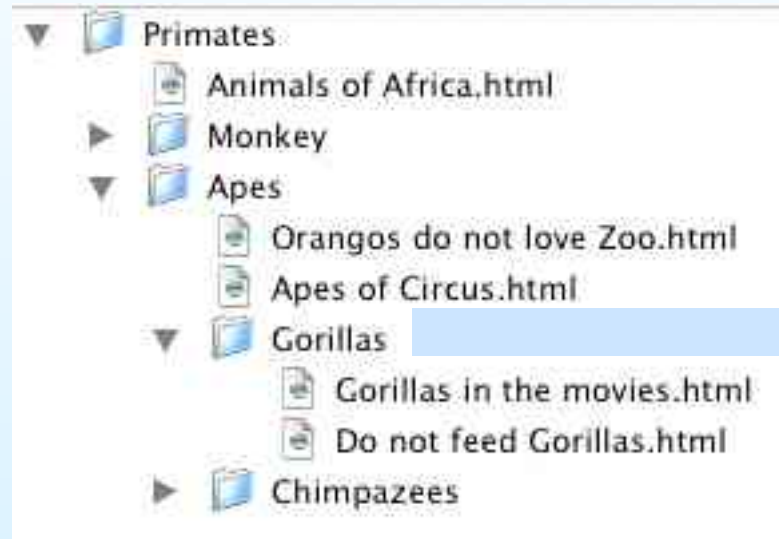 Primates
Animals of Africa.html
Monkey
Apes
Orangos do not love Zoo.html
Apes of Circus.html
Gorillas
Gorillas in the movies.html
Do not feed Gorillas.html
Chimpazees